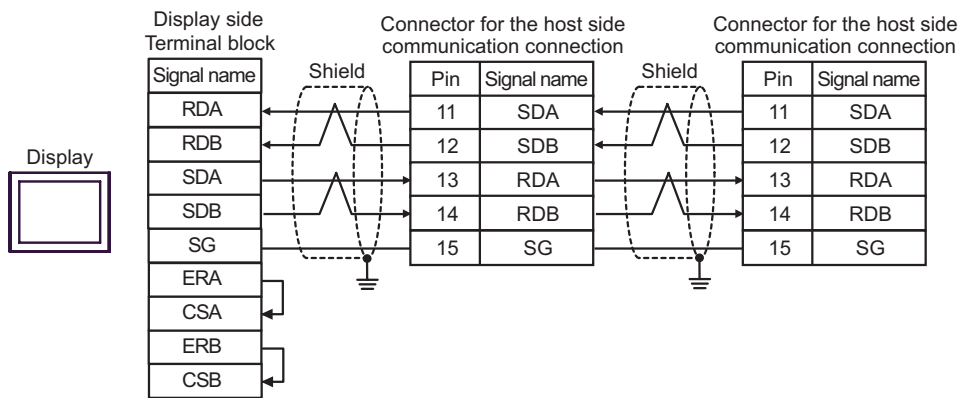 Display side
Terminal block
Connector for the host side
communication connection
Connector for the host side
communication connection
Signal name Shield Pin Signal name Shield Pin Signal name
RDA 11 SDA 11 SDA
RDB 12 SDB 12 SDB
Display
SDA 13 RDA 13 RDA
SDB 14 RDB 14 RDB
SG 15 SG 15 SG
ERA
CSA
ERB
CSB